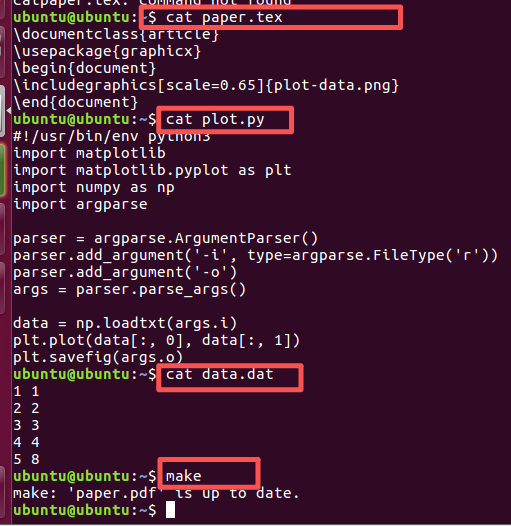 catpaper.tex: command not found
ubuntu@ubuntu:~$ cat paper.tex
\documentclass{article}
\usepackage{graphicx}
\begin{document}
\includegraphics[scale=0.65]{plot-data.png}
\end{document}
ubuntu@ubuntu:~$ cat plot.py
#!/usr/bin/env python3
import matplotlib
import matplotlib.pyplot as plt
import numpy as np
import argparse

parser = argparse.ArgumentParser()
parser.add_argument('-i', type=argparse.FileType('r'))
parser.add_argument('-o')
args = parser.parse_args()

data = np.loadtxt(args.i)
plt.plot(data[:, 0], data[:, 1])
plt.savefig(args.o)
ubuntu@ubuntu:~$ cat data.dat
1 1
2 2
3 3
4 4
5 8
ubuntu@ubuntu:~$ make
make: 'paper.pdf' is up to date.
ubuntu@ubuntu:~$